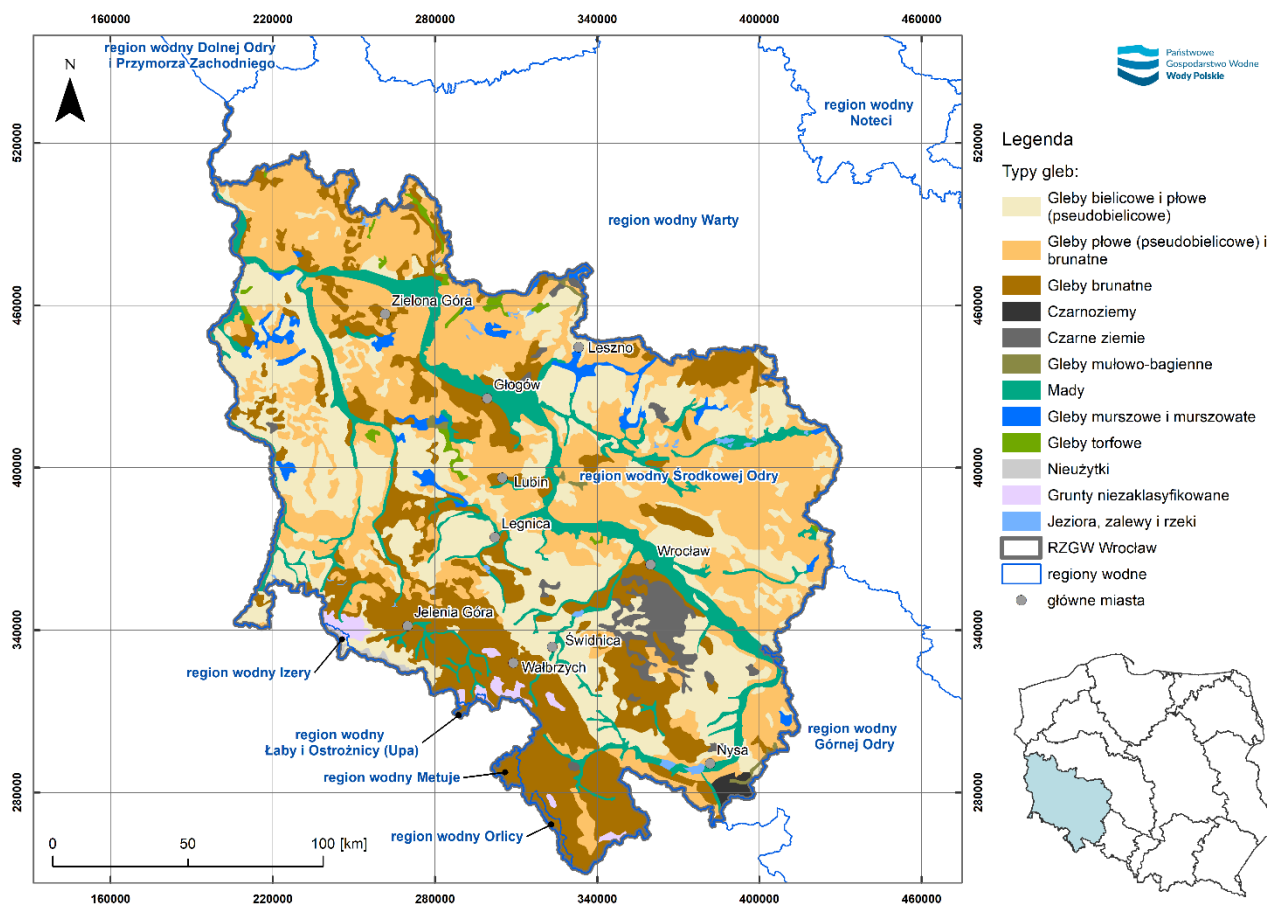 160000
220000
280000
340000
400000
460000
region wodny Dolnej Odry
i Przymorza Zachodniego
N
region wodny
Noteci
region wodny Warty
520000
520000
Zielona Góra
460000
460000
Leszno
Głogów
400000
400000
Lubin
region wodny Środkowej Odry
Legnica
Wrocław
Jelenia Góra
340000
340000
Świdnica
Wałbrzych
region wodny Izery
region wodny
Łaby i Ostrożnicy (Upa)
region wodny
Górnej Odry
Nysa
region wodny Metuje
280000
280000
region wodny Orlicy
0
50
100 [km]
160000
220000
280000
340000
400000
460000
Państwowe
Gospodarstwo Wodne
Wody Polskie
Legenda
Typy gleb:
Gleby bielicowe i płowe
(pseudobielicowe)
Gleby płowe (pseudobielicowe) i
brunatne
Gleby brunatne
Czarnoziemy
Czarne ziemie
Gleby mułowo-bagienne
Mady
Gleby murszowe i murszowate
Gleby torfowe
Nieużytki
Grunty niezaklasyfikowane
Jeziora, zalewy i rzeki
RZGW Wrocław
regiony wodne
główne miasta